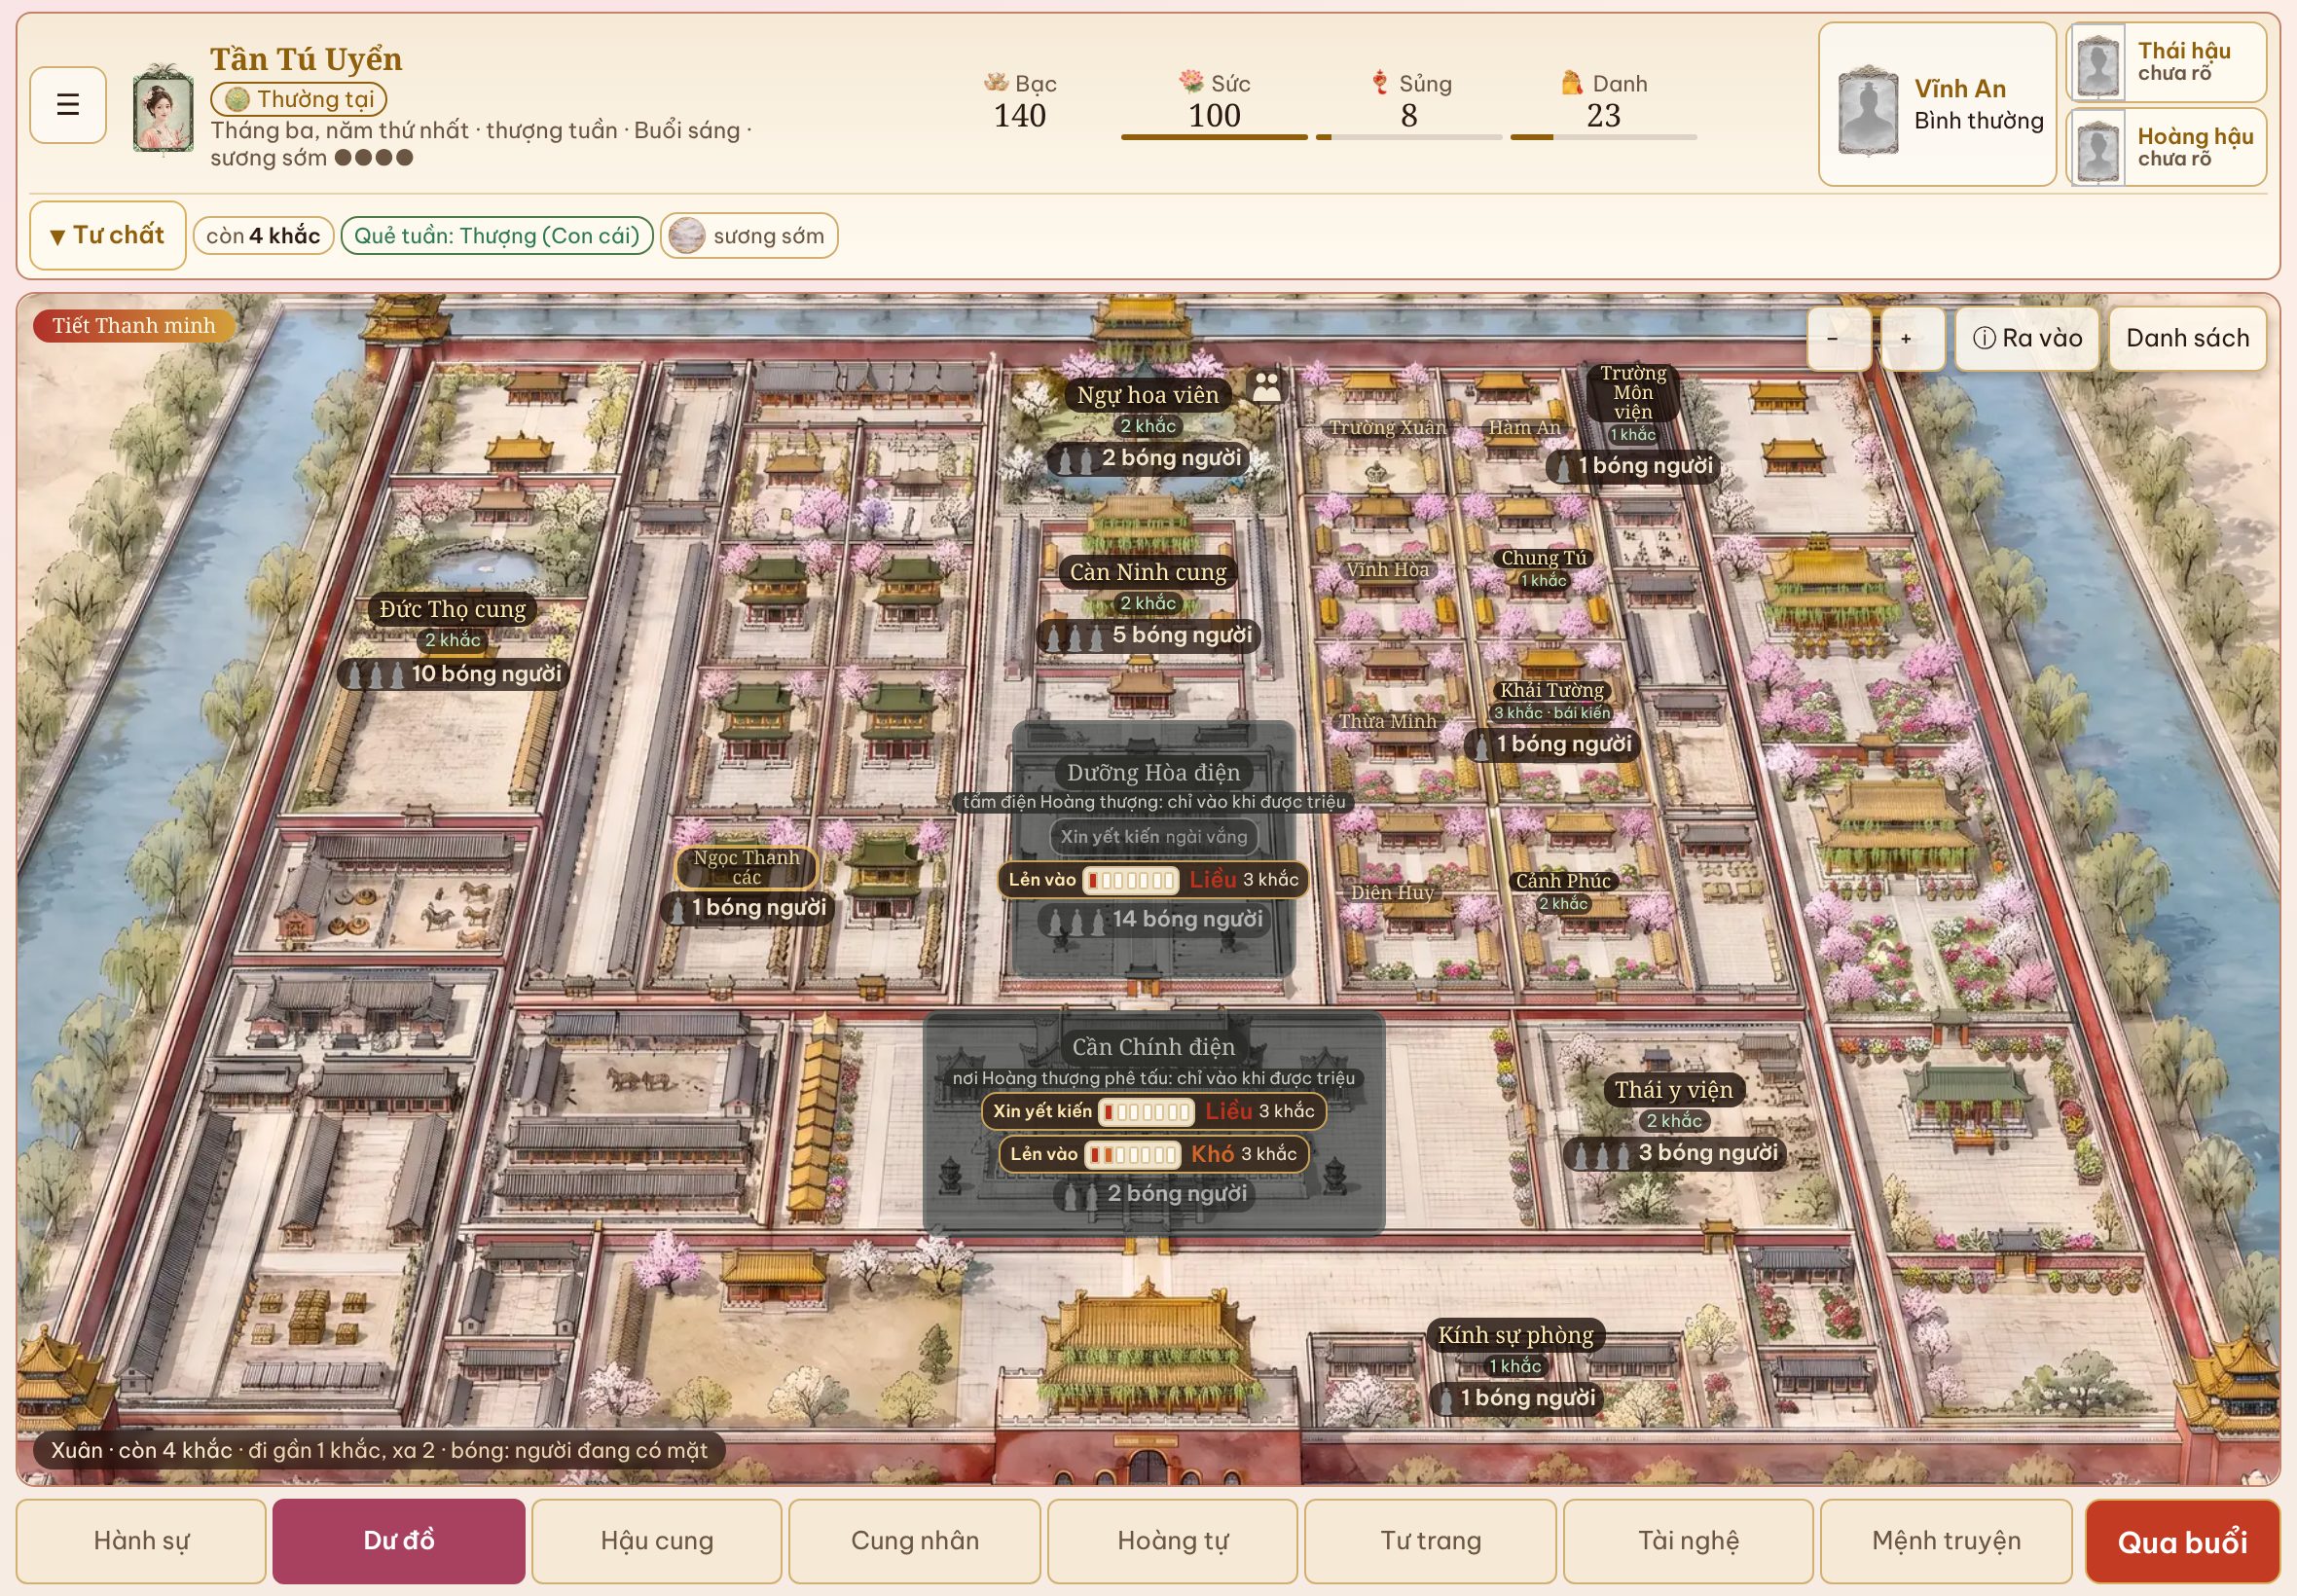 ☰
Tần Tú Uyển
Thường tại
Tháng ba, năm thứ nhất · thượng tuần · Buổi sáng ·
sương sớm ●●●●
Bạc
140
Sức
100
Sủng
8
Danh
23
Vĩnh An
Bình thường
Thái hậu
chưa rõ
Hoàng hậu
chưa rõ
▼ Tư chất
còn 4 khắc
Quẻ tuần: Thượng (Con cái)
sương sớm
Tiết Thanh minh
-
+
ⓘ Ra vào
Danh sách
Ngự hoa viên
2 khắc
2 bóng người
Trường Xuân
Hàm An
Trường
Môn
viện
1 khắc
1 bóng người
Càn Ninh cung
2 khắc
5 bóng người
Vĩnh Hòa
Chung Tú
1 khắc
Đức Thọ cung
2 khắc
10 bóng người
Thừa Minh
Khải Tường
3 khắc · bái kiến
1 bóng người
Dưỡng Hòa điện
tẩm điện Hoàng thượng: chỉ vào khi được triệu
Xin yết kiến ngài vắng
Lẻn vào Liều 3 khắc
14 bóng người
Ngọc Thanh
các
1 bóng người
Diên Huy
Cảnh Phúc
2 khắc
Cần Chính điện
nơi Hoàng thượng phê tấu: chỉ vào khi được triệu
Xin yết kiến Liều 3 khắc
Lẻn vào Khó 3 khắc
2 bóng người
Thái y viện
2 khắc
3 bóng người
Kính sự phòng
1 khắc
1 bóng người
Xuân · còn 4 khắc · đi gần 1 khắc, xa 2 · bóng: người đang có mặt
Hành sự
Dư đồ
Hậu cung
Cung nhân
Hoàng tự
Tư trang
Tài nghệ
Mệnh truyện
Qua buổi